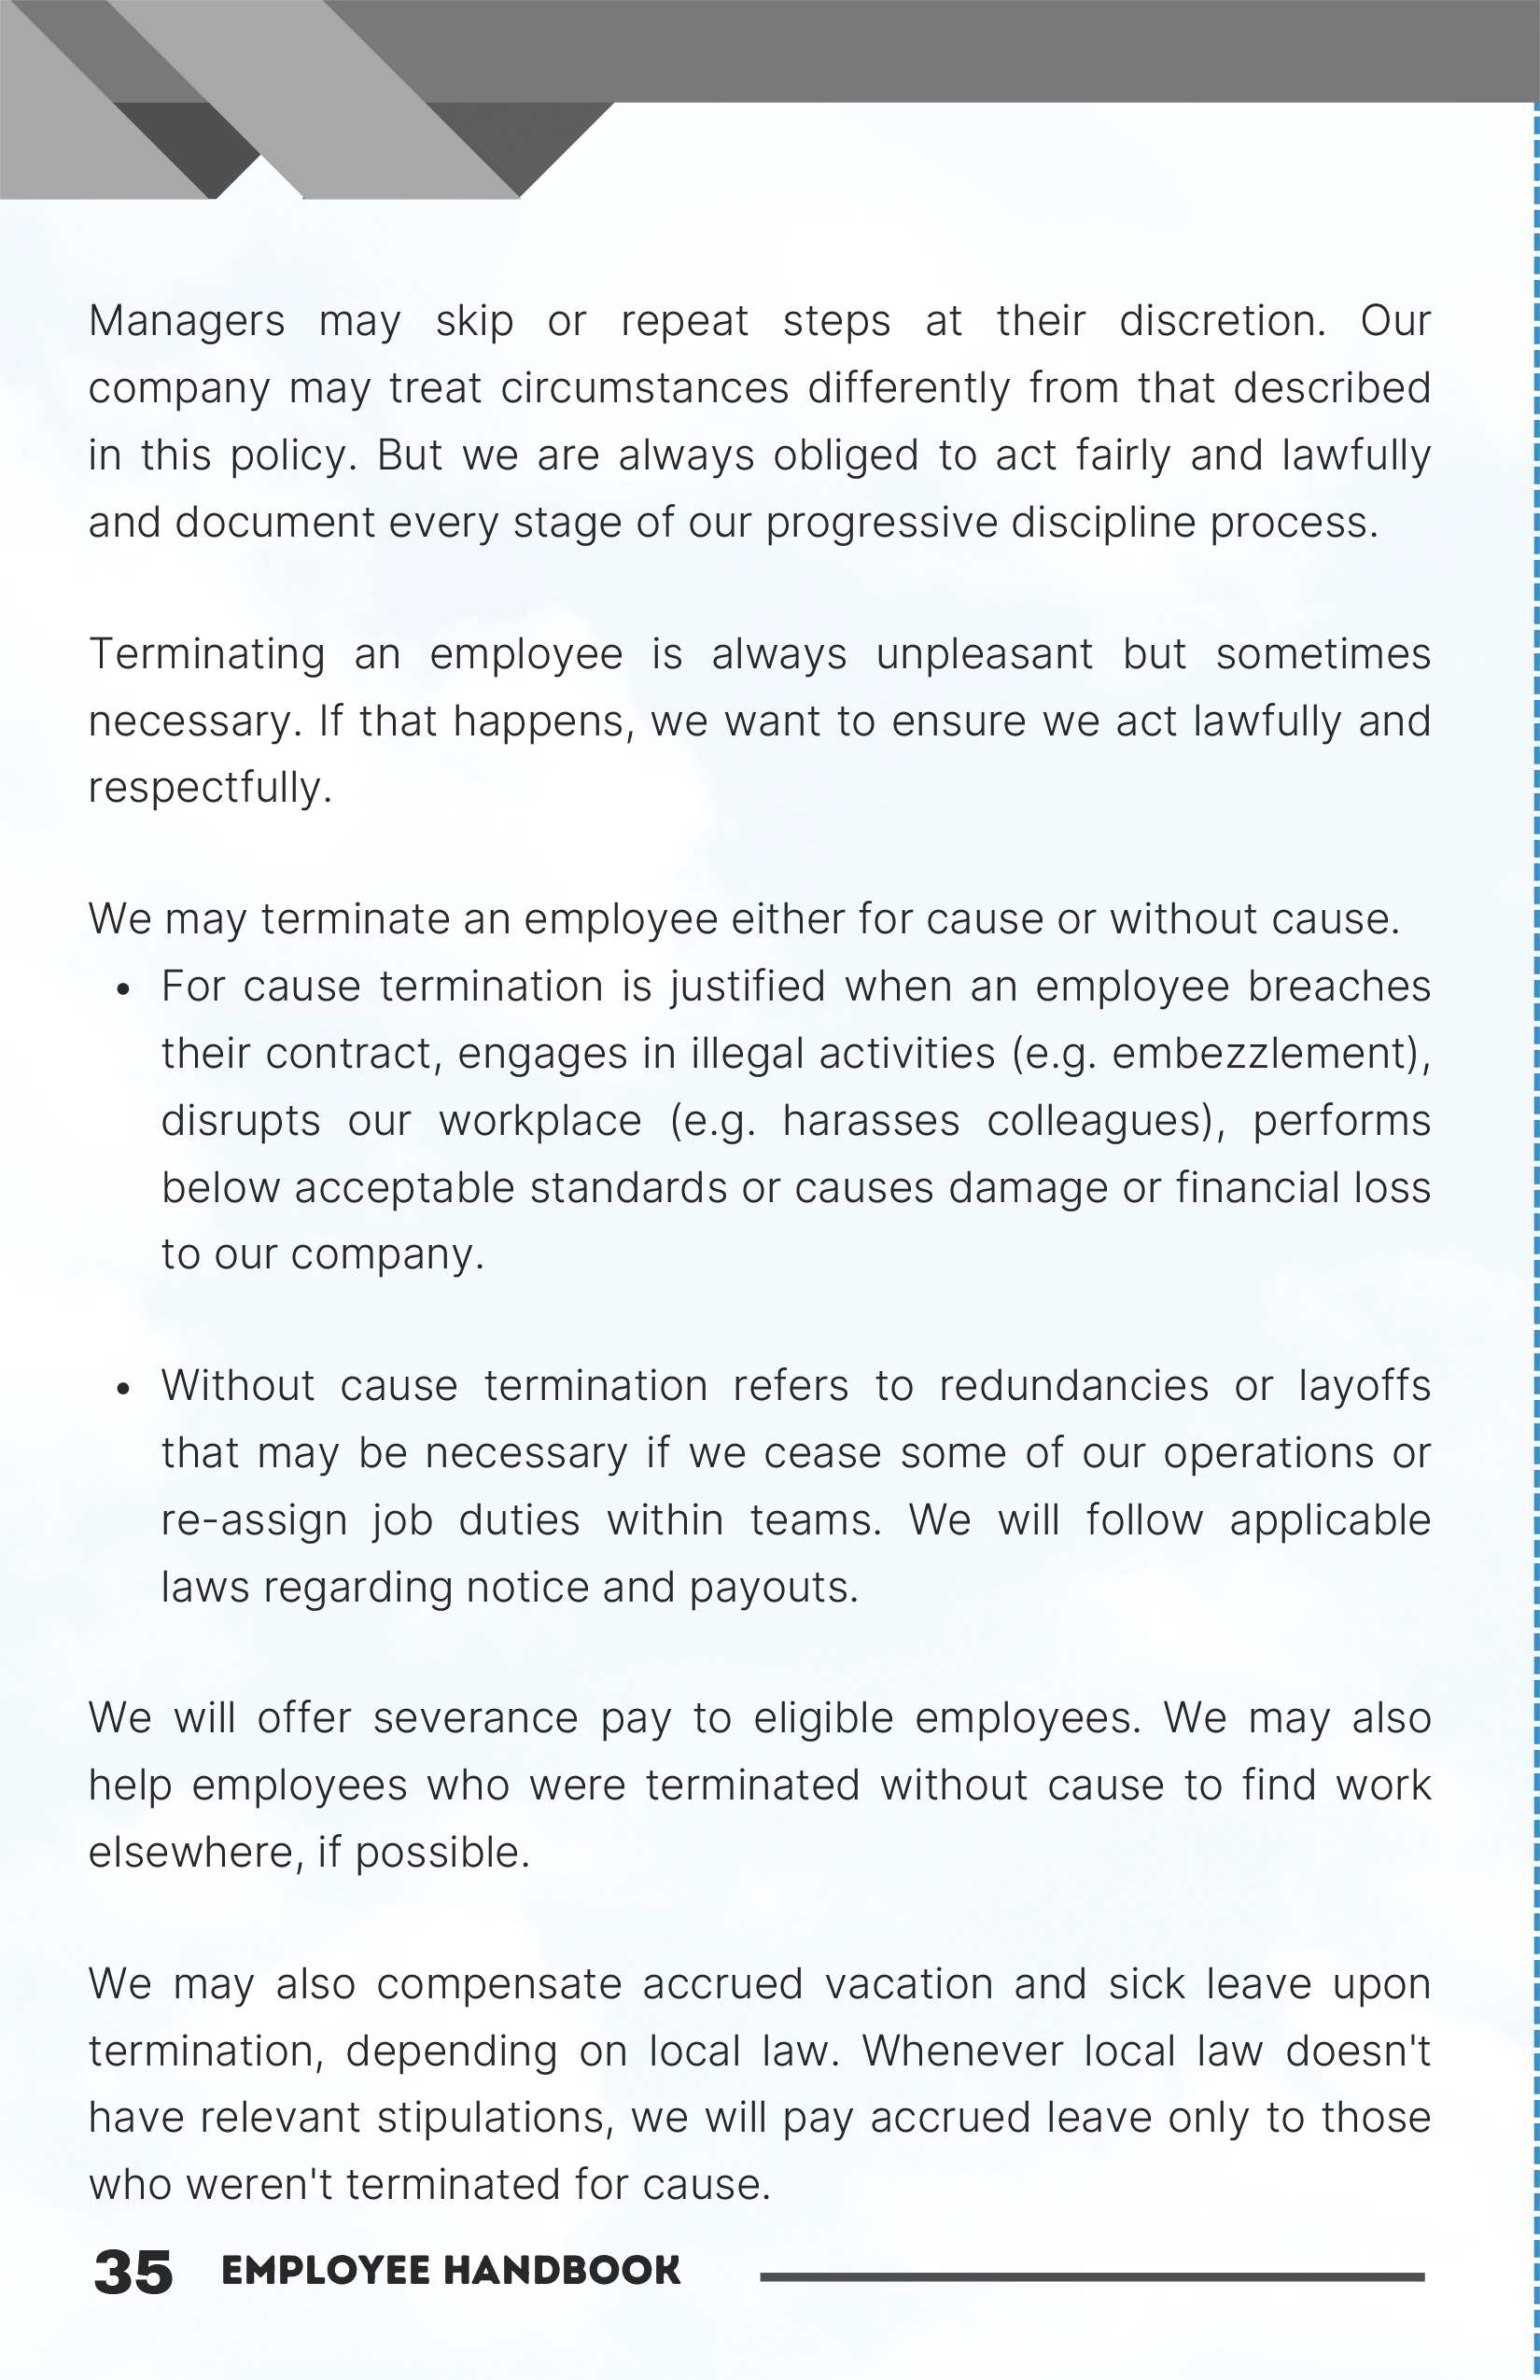 Managers may skip or repeat steps at their discretion. Our
company may treat circumstances differently from that described
in this policy. But we are always obliged to act fairly and lawfully
and document every stage of our progressive discipline process.
Terminating an employee is always unpleasant but sometimes
necessary. If that happens, we want to ensure we act lawfully and
respectfully.
We may terminate an employee either for cause or without cause.
• For cause termination is justified when an employee breaches
their contract, engages in illegal activities (e.g. embezzlement),
disrupts our workplace (e.g. harasses colleagues), performs
below acceptable standards or causes damage or financial loss
to our company.
• Without cause termination refers to redundancies or layoffs
that may be necessary if we cease some of our operations or
re-assign job duties within teams. We will follow applicable
laws regarding notice and payouts.
We will offer severance pay to eligible employees. We may also
help employees who were terminated without cause to find work
elsewhere, if possible.
We may also compensate accrued vacation and sick leave upon
termination, depending on local law. Whenever local law doesn't
have relevant stipulations, we will pay accrued leave only to those
who weren't terminated for cause.
35 EMPLOYEE HANDBOOK